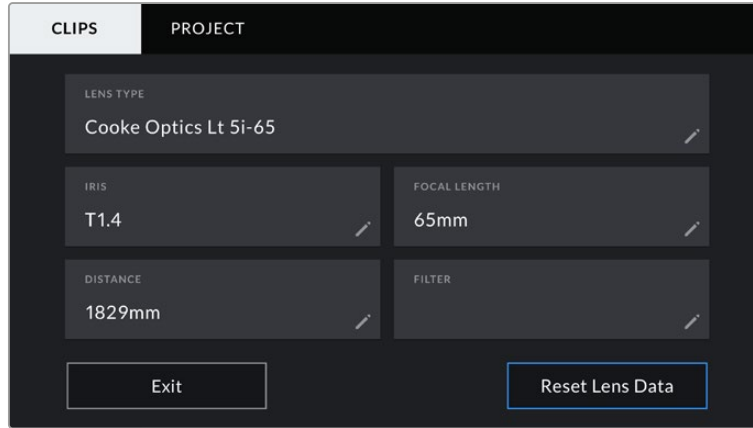 CLIPS PROJECT
LENS TYPE
Cooke Optics Lt 5i-65
IRIS FOCAL LENGTH
T1.4 65mm
DISTANCE FILTER
1829mm
Exit Reset Lens Data